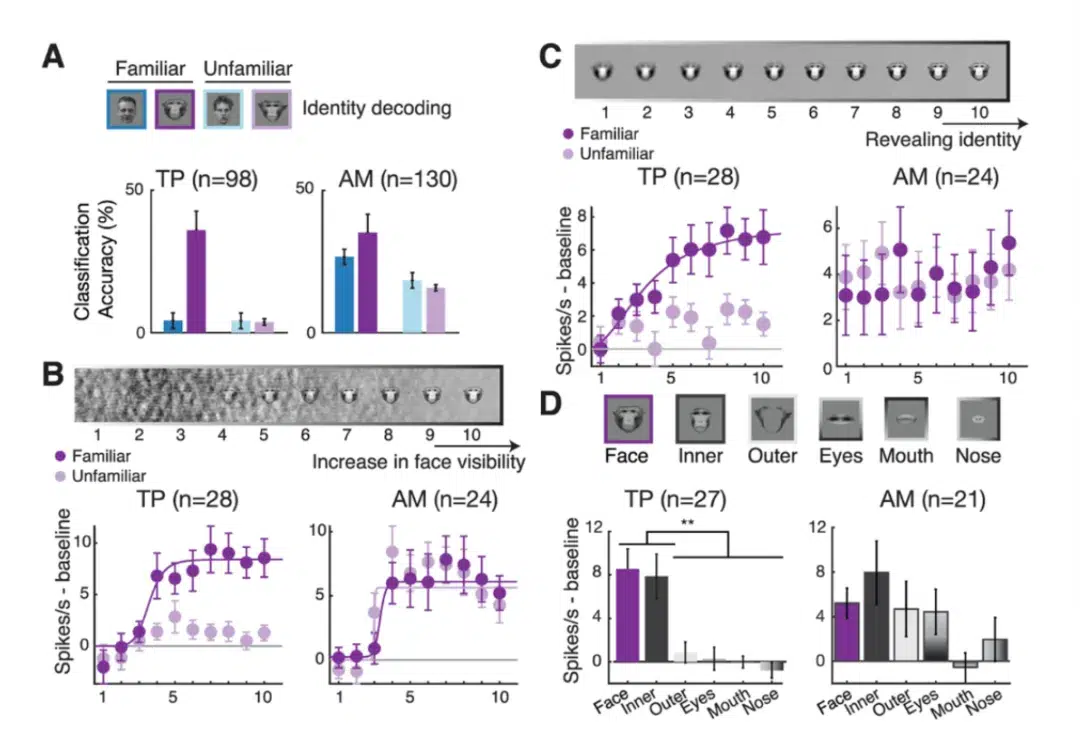 A
Familiar Unfamiliar
Identity decoding
TP (n=98) AM (n=130)
Classification
Accuracy (%)
50
0
50
0
B
1 2 3 4 5 6 7 8 9 10
Familiar
Unfamiliar
Increase in face visibility
TP (n=28) AM (n=24)
Spikes/s - baseline
10
5
0
1 5 10
10
5
0
1 5 10
C
1 2 3 4 5 6 7 8 9 10
Familiar
Unfamiliar
Revealing identity
TP (n=28) AM (n=24)
Spikes/s - baseline
8
6
4
2
0
1 5 10
6
4
2
0
1 5 10
D
Face Inner Outer Eyes Mouth Nose
TP (n=27) AM (n=21)
Spikes/s - baseline
12
8
4
0
**
Face Inner Outer Eyes Mouth Nose
12
8
4
0
Face Inner Outer Eyes Mouth Nose